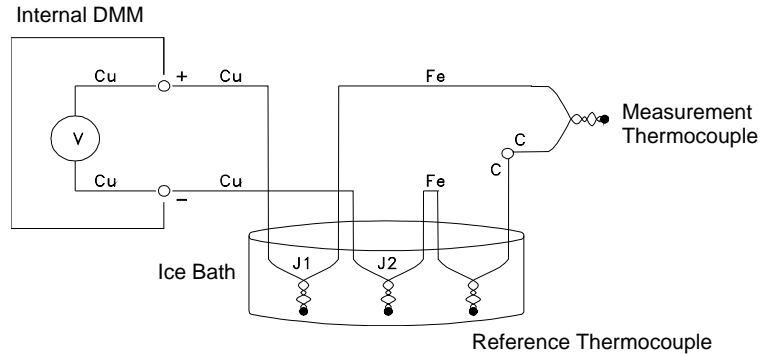 Internal DMM
Cu + Cu Fe
V
Measurement
Thermocouple
C
C
Cu Cu Fe
−
J1 J2
Ice Bath
Reference Thermocouple